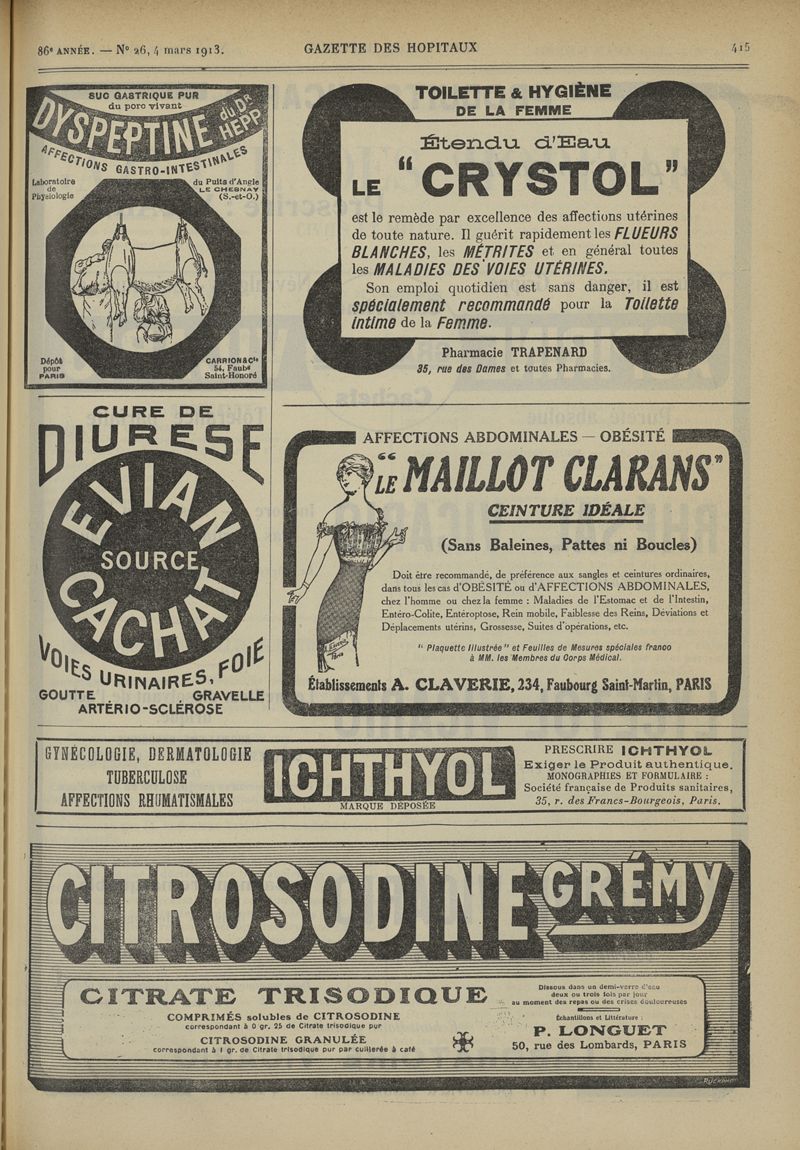 86e ANNÉE. — No 26, 4 mars 1913.
GAZETTE DES HOPITAUX
415
SUC GASTRIQUE PUR
du porc vivant
DYSPEPTINE
du Dr
HEPP
AFFECTIONS GASTRO-INTESTINALES
Laboratoire
de
Physiologie
du Puits d'Angle
LE CHESNAY
(S.-et-O.)
Dépôt
pour
PARIS
CARRION & Cie
54, Faubg
Saint-Honoré
TOILETTE & HYGIÈNE
DE LA FEMME
Étendu d'Eau
LE "CRYSTOL"
est le remède par excellence des affections utérines
de toute nature. Il guérit rapidement les FLUEURS
BLANCHES, les MÉTRITES et en général toutes
les MALADIES DES VOIES UTÉRINES.
Son emploi quotidien est sans danger, il est
spécialement recommandé pour la Toilette
intime de la Femme.
Pharmacie TRAPENARD
35, rue des Dames et toutes Pharmacies.
CURE DE
DIURESE
EVIAN
SOURCE
CACHAT
VOIES URINAIRES, FOIE
GOUTTE GRAVELLE
ARTÉRIO-SCLÉROSE
AFFECTIONS ABDOMINALES — OBÉSITÉ
"LE MAILLOT CLARANS"
CEINTURE IDÉALE
(Sans Baleines, Pattes ni Boucles)
Doit être recommandé, de préférence aux sangles et ceintures ordinaires,
dans tous les cas d'OBÉSITÉ ou d'AFFECTIONS ABDOMINALES,
chez l'homme ou chez la femme : Maladies de l'Estomac et de l'Intestin,
Entéro-Colite, Entéroptose, Rein mobile, Faiblesse des Reins, Déviations et
Déplacements utérins, Grossesse, Suites d'opérations, etc.
"Plaquette Illustrée" et Feuilles de Mesures spéciales franco
à MM. les Membres du Corps Médical.
Établissements A. CLAVERIE, 234, Faubourg Saint-Martin, PARIS
GYNÉCOLOGIE, DERMATOLOGIE
TUBERCULOSE
AFFECTIONS RHUMATISMALES
ICHTHYOL
MARQUE DÉPOSÉE
PRESCRIRE ICHTHYOL
Exiger le Produit authentique.
MONOGRAPHIES ET FORMULAIRE :
Société française de Produits sanitaires,
35, r. des Francs-Bourgeois, Paris.
CITROSODINE GRÉMY
CITRATE TRISODIQUE
COMPRIMÉS solubles de CITROSODINE
correspondant à 0 gr. 25 de Citrate trisodique pur
CITROSODINE GRANULÉE
correspondant à 1 gr. de Citrate trisodique pur par cuillerée à café
Dissous dans un demi-verre d'eau
deux ou trois fois par jour
au moment des repas ou des crises douloureuses
Échantillons et Littérature :
P. LONGUET
50, rue des Lombards, PARIS